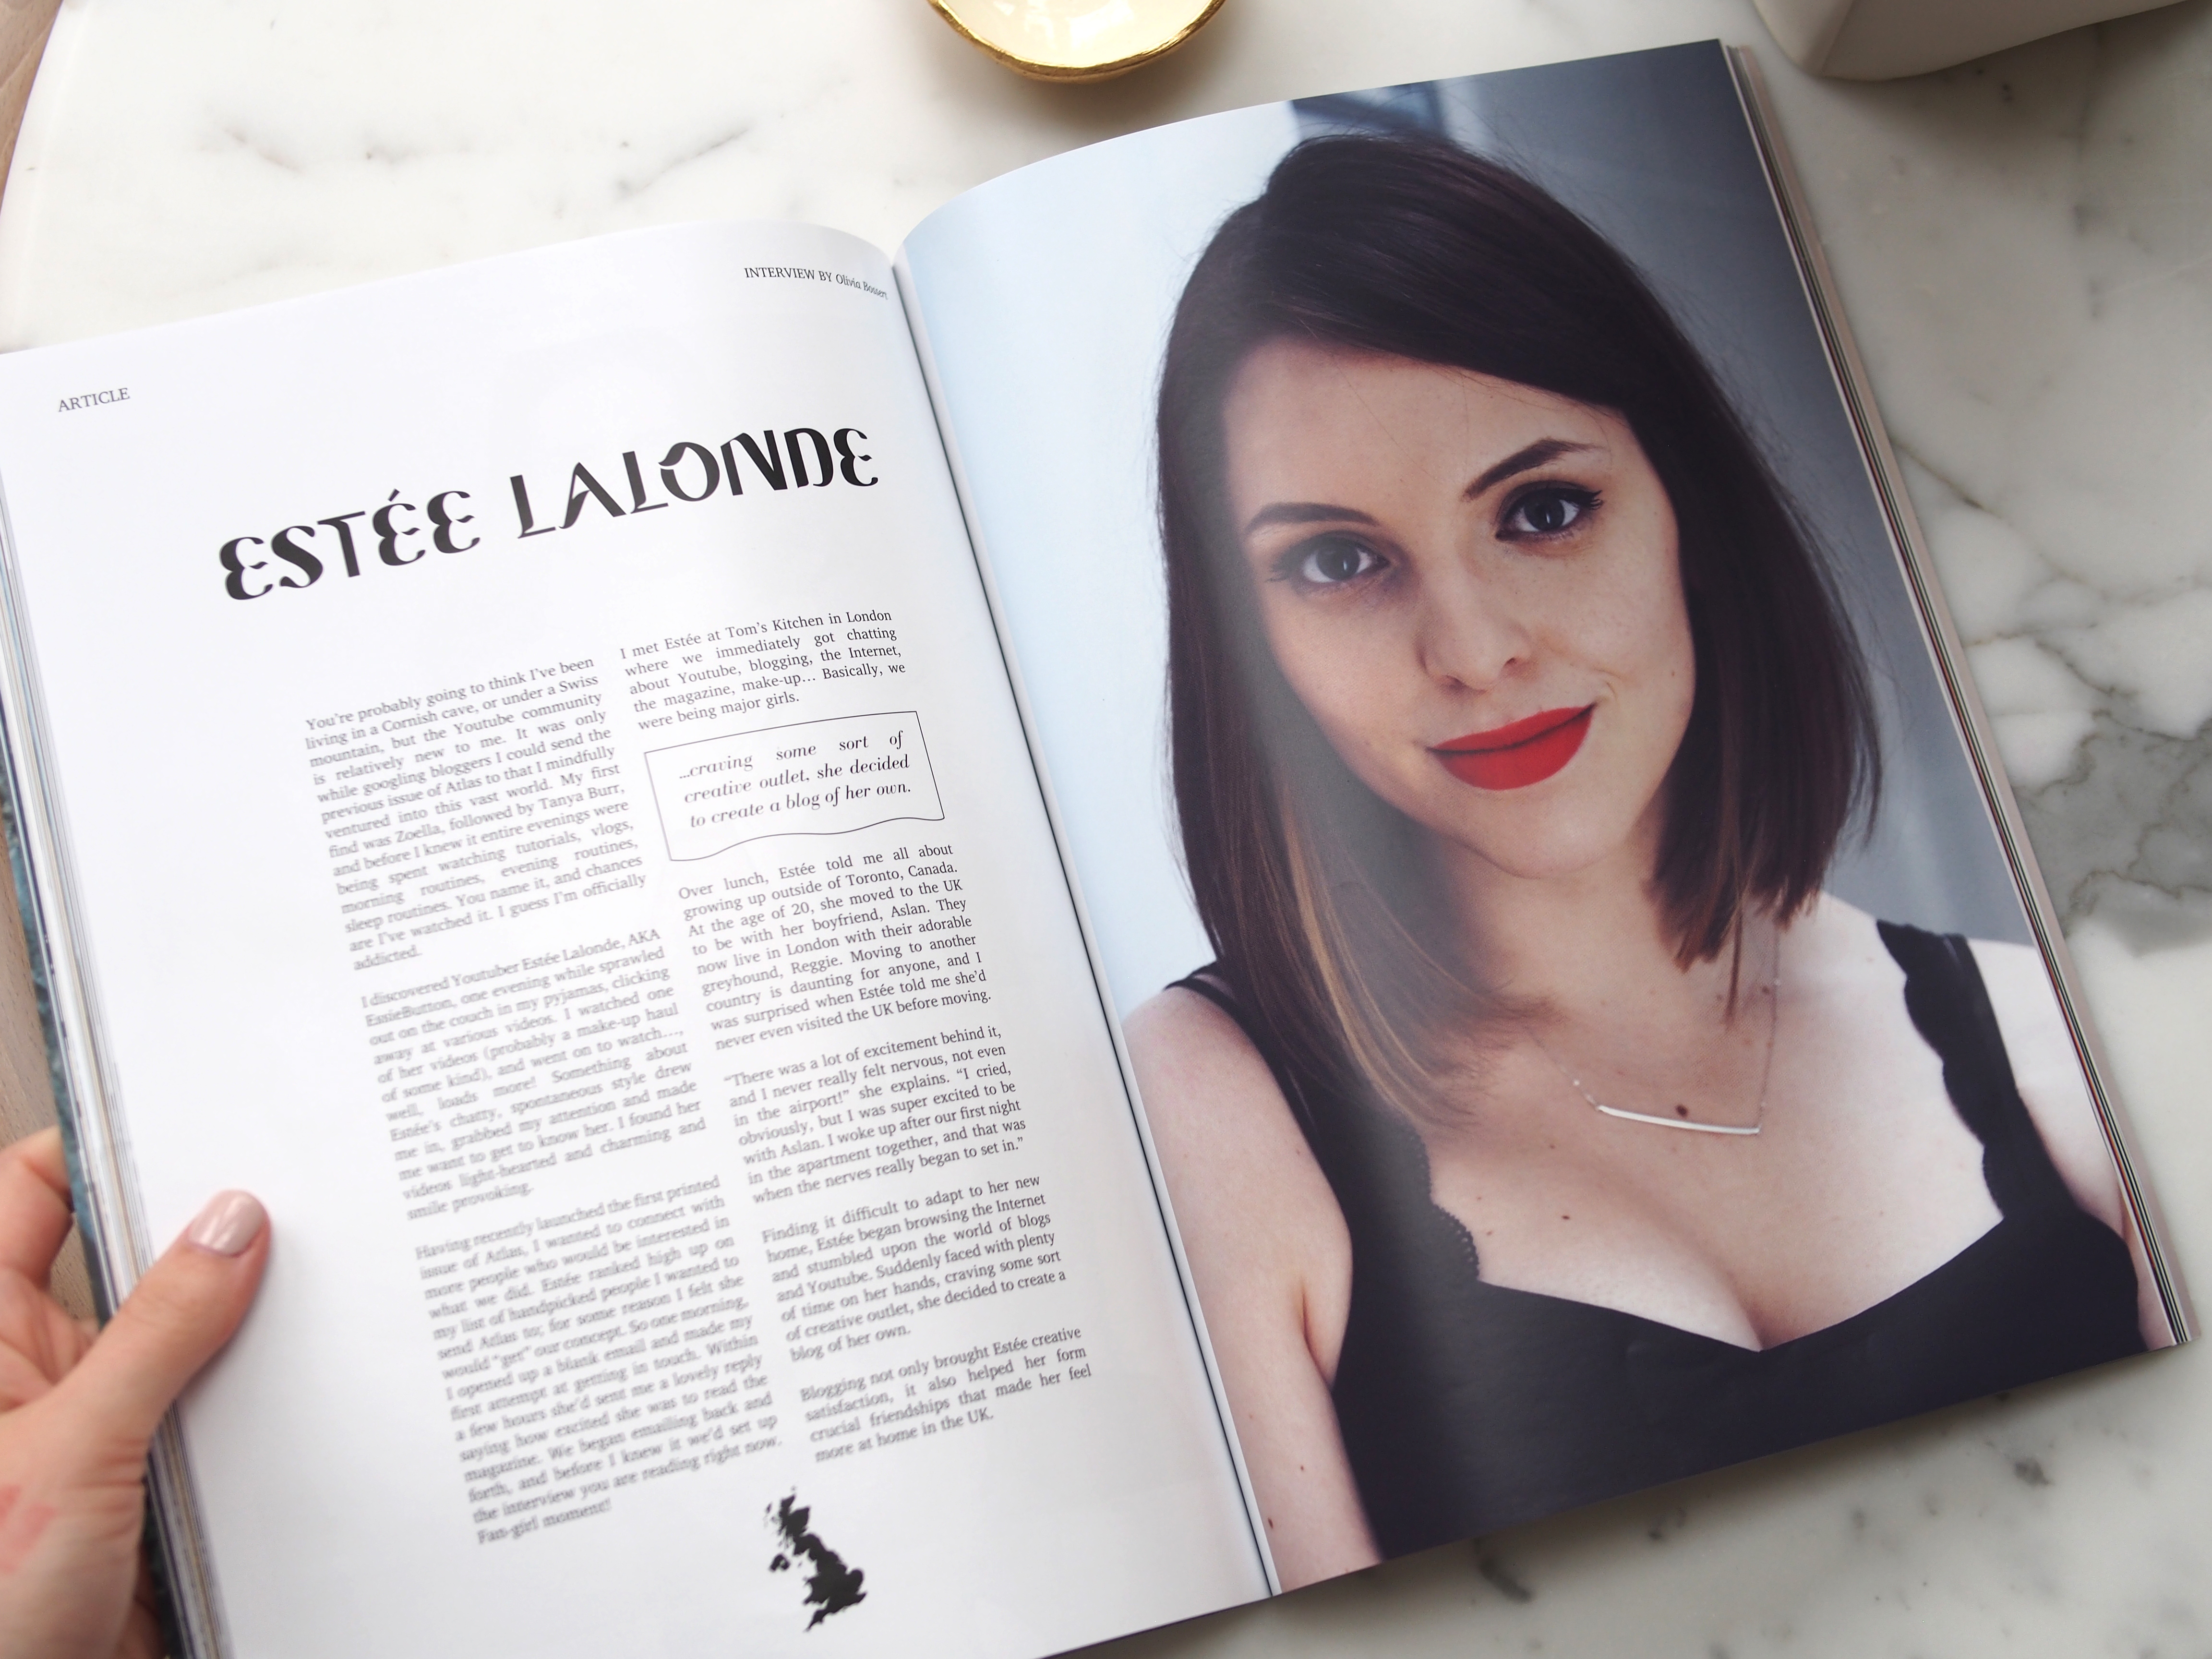 ARTICLE
INTERVIEW BY Olivia Bossert
ESTÉE LALONDE
You're probably going to think I've been
living in a Cornish cave, or under a Swiss
mountain, but the Youtube community
is relatively new to me. It was only
while googling bloggers I could send the
previous issue of Atlas to that I mindfully
ventured into this vast world. My first
find was Zoella, followed by Tanya Burr,
and before I knew it entire evenings were
being spent watching tutorials, vlogs,
morning routines, evening routines,
sleep routines. You name it, and chances
are I've watched it. I guess I'm officially
addicted.
I discovered Youtuber Estée Lalonde, AKA
EssieButton, one evening while sprawled
out on the couch in my pyjamas, clicking
away at various videos. I watched one
of her videos (probably a make-up haul
of some kind), and went on to watch...,
well, loads more! Something about
Estée's chatty, spontaneous style drew
me in, grabbed my attention and made
me want to get to know her. I found her
videos light-hearted and charming and
smile provoking.
Having recently launched the first printed
issue of Atlas, I wanted to connect with
more people who would be interested in
what we did. Estée ranked high up on
my list of handpicked people I wanted to
send Atlas to; for some reason I felt she
would "get" our concept. So one morning,
I opened up a blank email and made my
first attempt at getting in touch. Within
a few hours she'd sent me a lovely reply
saying how excited she was to read the
magazine. We began emailing back and
forth, and before I knew it we'd set up
the interview you are reading right now.
Fan-girl moment!
I met Estée at Tom's Kitchen in London
where we immediately got chatting
about Youtube, blogging, the Internet,
the magazine, make-up... Basically, we
were being major girls.
...craving some sort of
creative outlet, she decided
to create a blog of her own.
Over lunch, Estée told me all about
growing up outside of Toronto, Canada.
At the age of 20, she moved to the UK
to be with her boyfriend, Aslan. They
now live in London with their adorable
greyhound, Reggie. Moving to another
country is daunting for anyone, and I
was surprised when Estée told me she'd
never even visited the UK before moving.
"There was a lot of excitement behind it,
and I never really felt nervous, not even
in the airport!" she explains. "I cried,
obviously, but I was super excited to be
with Aslan. I woke up after our first night
in the apartment together, and that was
when the nerves really began to set in."
Finding it difficult to adapt to her new
home, Estée began browsing the Internet
and stumbled upon the world of blogs
and Youtube. Suddenly faced with plenty
of time on her hands, craving some sort
of creative outlet, she decided to create a
blog of her own.
Blogging not only brought Estée creative
satisfaction, it also helped her form
crucial friendships that made her feel
more at home in the UK.